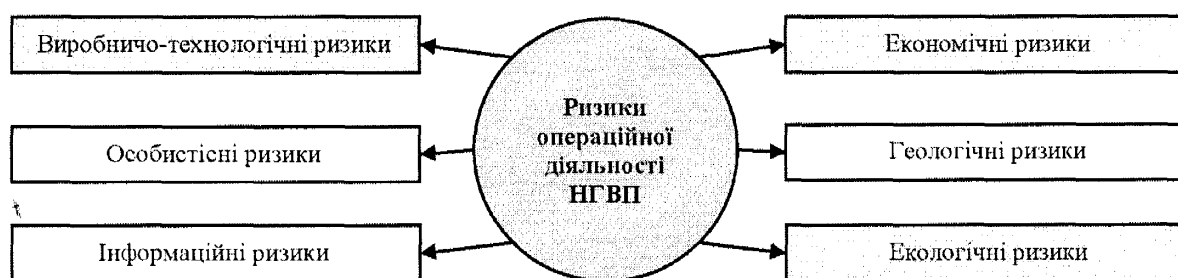 Виробничо-технологічні ризики
Особистісні ризики
Інформаційні ризики
Ризики
операційної
діяльності
НГВП
Економічні ризики
Геологічні ризики
Екологічні ризики